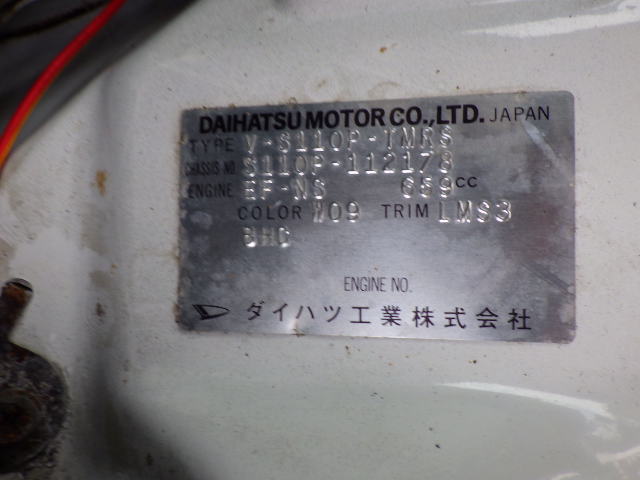 DAIHATSU MOTOR CO.,LTD. JAPAN
TYPE V-S110P-TMRS
CHASSIS NO S110P-112178
ENGINE EF-NS 659CC
COLOR W09 TRIM LMS3
ENGINE NO.
ダイハツ工業株式会社